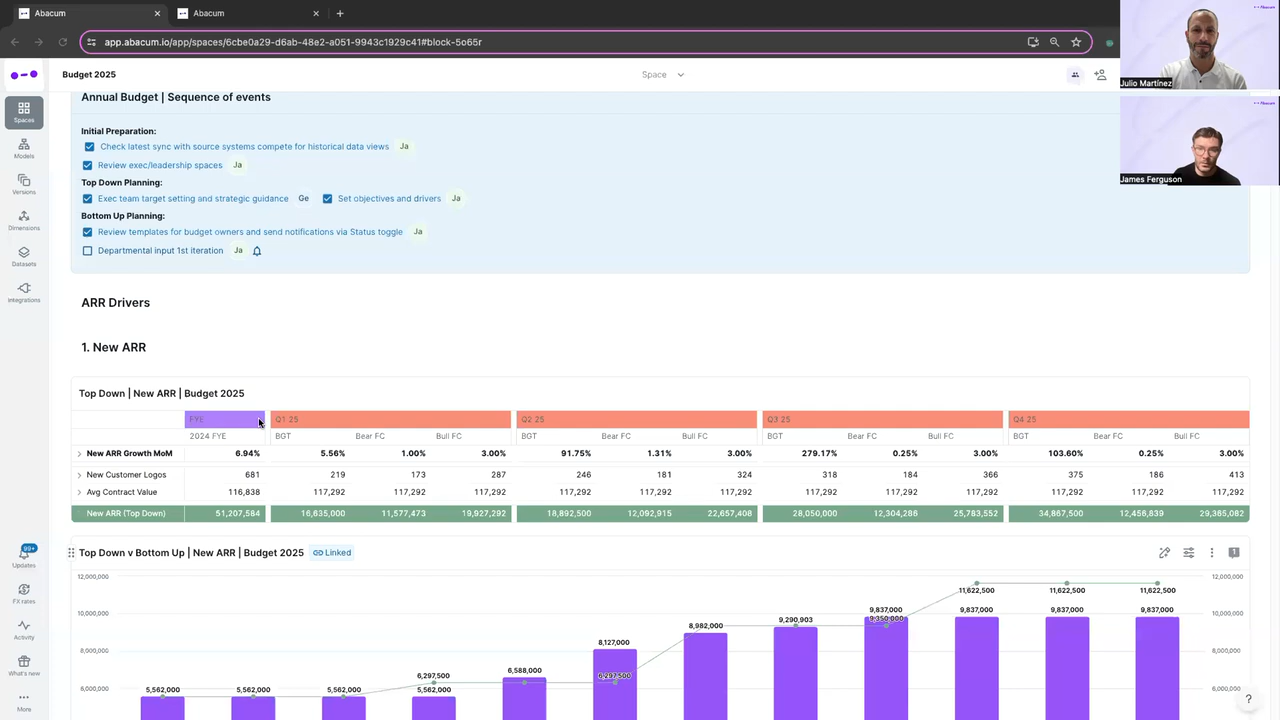 Abacum
Abacum
app.abacum.io/app/spaces/6cbe0a29-d6ab-48e2-a051-9943c1929c41#block-5o65r
Budget 2025
Space
Julio Martínez
James Ferguson
Spaces
Models
Versions
Dimensions
Datasets
Integrations
99+
Updates
FX rates
Activity
What's new
More
Annual Budget | Sequence of events
Initial Preparation:
Check latest sync with source systems compete for historical data views Ja
Review exec/leadership spaces Ja
Top Down Planning:
Exec team target setting and strategic guidance Ge Set objectives and drivers Ja
Bottom Up Planning:
Review templates for budget owners and send notifications via Status toggle Ja
Departmental input 1st iteration Ja
ARR Drivers
1. New ARR
Top Down | New ARR | Budget 2025
FYE Q1 25 Q2 25 Q3 25 Q4 25
2024 FYE BGT Bear FC Bull FC BGT Bear FC Bull FC BGT Bear FC Bull FC BGT Bear FC Bull FC
New ARR Growth MoM 6.94% 5.56% 1.00% 3.00% 91.75% 1.31% 3.00% 279.17% 0.25% 3.00% 103.60% 0.25% 3.00%
New Customer Logos 681 219 173 287 246 181 324 318 184 366 375 186 413
Avg Contract Value 116,838 117,292 117,292 117,292 117,292 117,292 117,292 117,292 117,292 117,292 117,292 117,292 117,292
New ARR (Top Down) 51,207,584 16,635,000 11,577,473 19,927,292 18,892,500 12,092,915 22,657,408 28,050,000 12,304,286 25,783,552 34,867,500 12,456,839 29,365,082
Top Down v Bottom Up | New ARR | Budget 2025 Linked
12,000,000 12,000,000
11,622,500 11,622,500 11,622,500
10,000,000 9,837,000 9,837,000 9,837,000 9,837,000 10,000,000
9,290,903 9,350,000
8,982,000
8,127,000
8,000,000 8,000,000
6,588,000
6,297,500 6,297,500
6,000,000 5,562,000 5,562,000 5,562,000 5,562,000 6,000,000
?